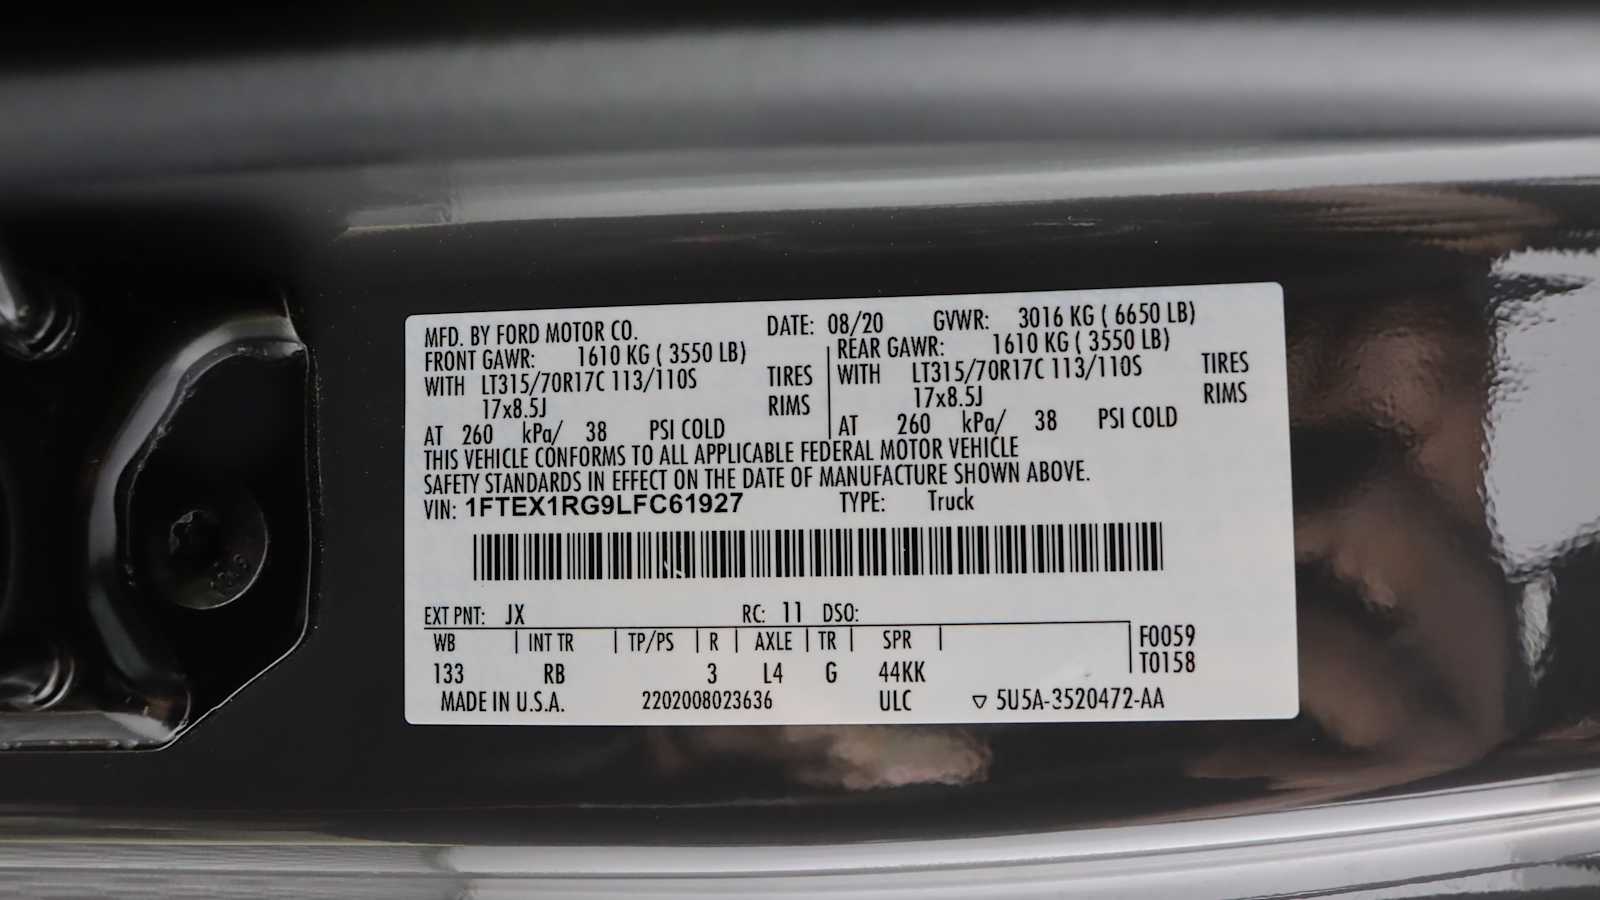 MFD. BY FORD MOTOR CO. DATE: 08/20 GVWR: 3016 KG ( 6650 LB)
FRONT GAWR: 1610 KG ( 3550 LB) REAR GAWR: 1610 KG ( 3550 LB)
WITH LT315/70R17C 113/110S TIRES WITH LT315/70R17C 113/110S TIRES
17x8.5J RIMS 17x8.5J RIMS
AT 260 kPa/ 38 PSI COLD AT 260 kPa/ 38 PSI COLD
THIS VEHICLE CONFORMS TO ALL APPLICABLE FEDERAL MOTOR VEHICLE
SAFETY STANDARDS IN EFFECT ON THE DATE OF MANUFACTURE SHOWN ABOVE.
VIN: 1FTEX1RG9LFC61927 TYPE: Truck
EXT PNT: JX RC: 11 DSO:
WB INT TR TP/PS R AXLE TR SPR F0059
133 RB 3 L4 G 44KK T0158
MADE IN U.S.A. 2202008023636 ULC ▽ 5U5A-3520472-AA